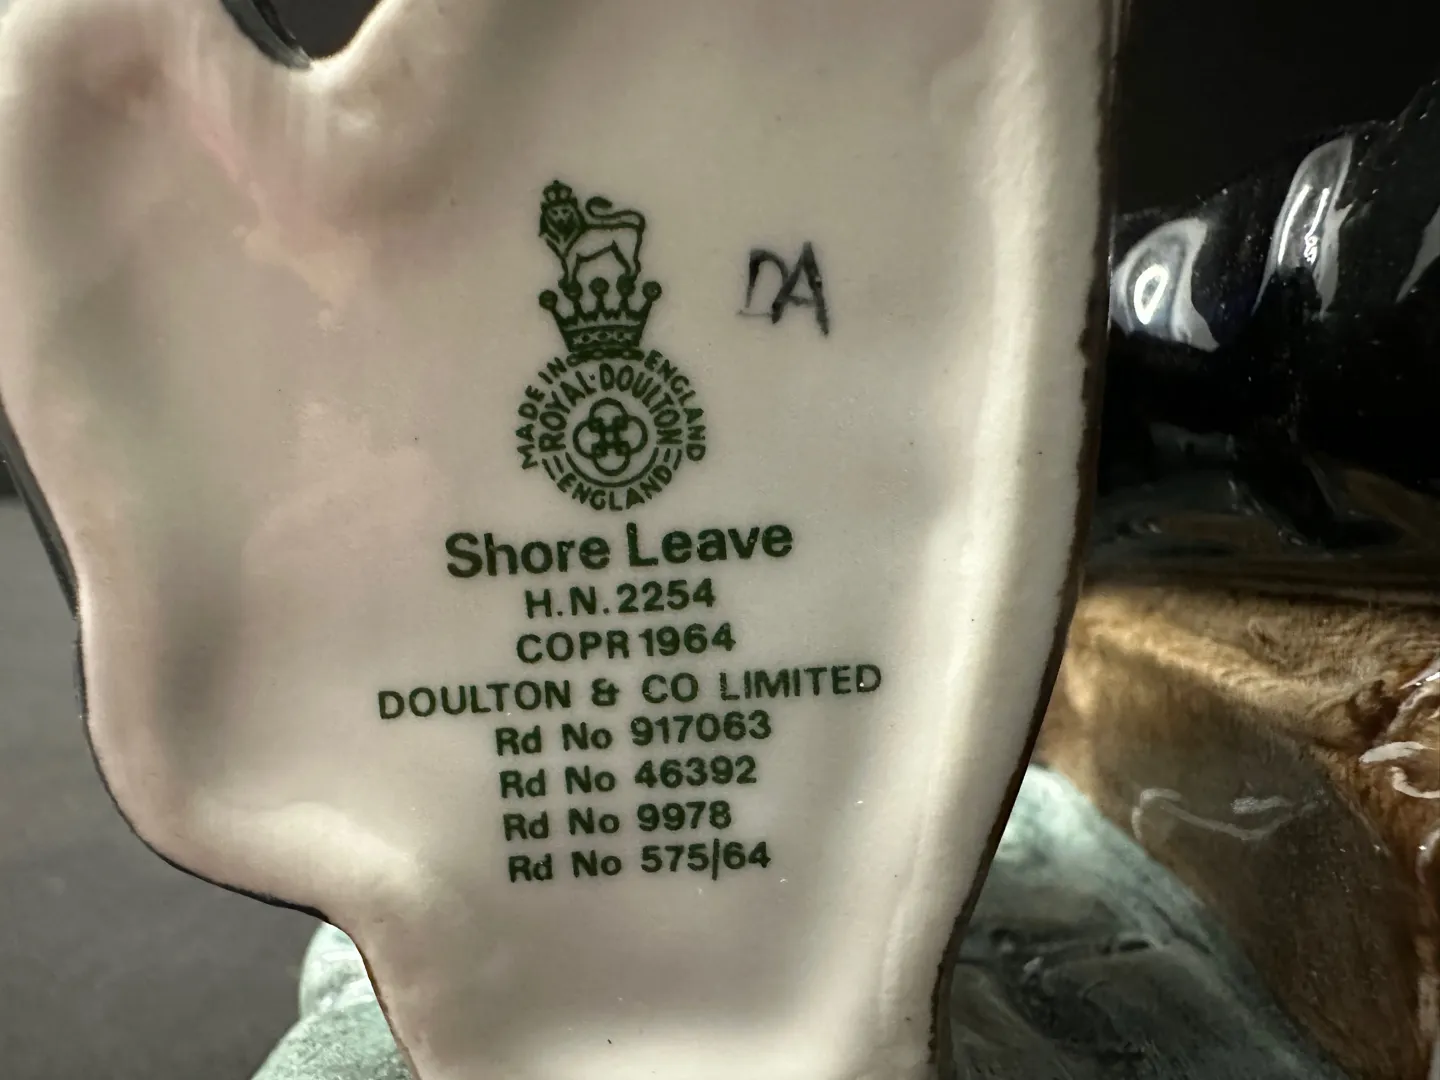 DA
MADE IN ENGLAND
ROYAL·DOULTON
ENGLAND
Shore Leave
H.N.2254
COPR 1964
DOULTON & CO LIMITED
Rd No 917063
Rd No 46392
Rd No 9978
Rd No 575/64